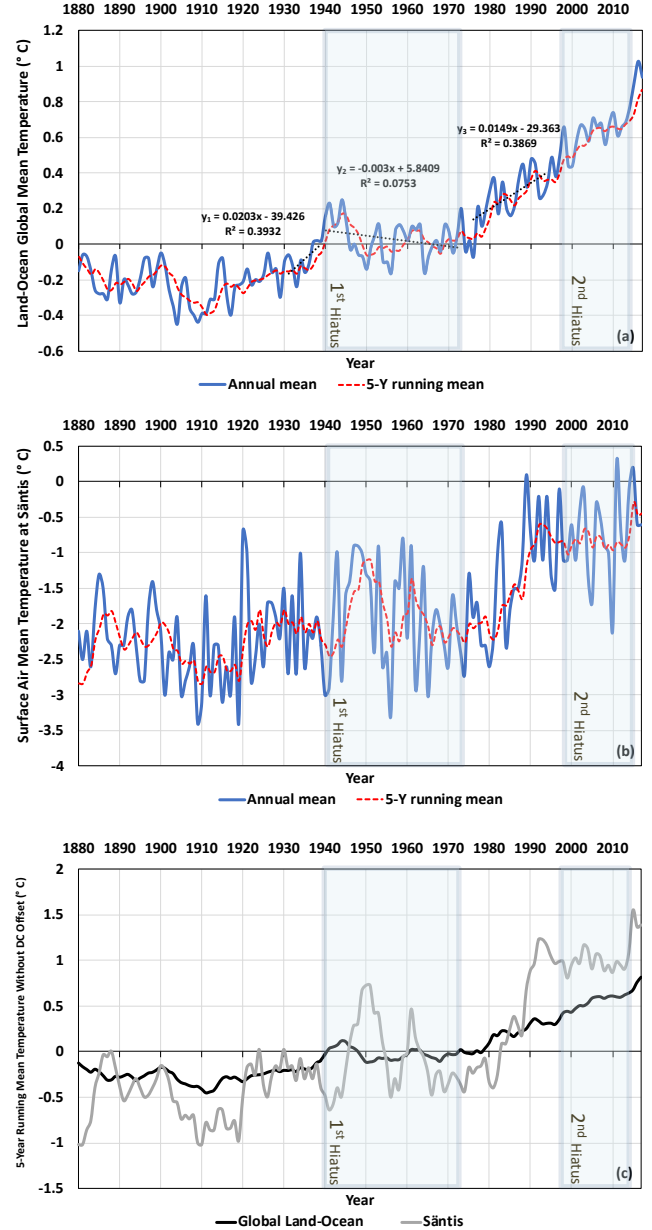 1880 1890 1900 1910 1920 1930 1940 1950 1960 1970 1980 1990 2000 2010
Land-Ocean Global Mean Temperature (° C)
1.2
1
0.8
0.6
0.4
0.2
0
-0.2
-0.4
-0.6
y₁ = 0.0203x - 39.426
R² = 0.3932
y₂ = -0.003x + 5.8409
R² = 0.0753
y₃ = 0.0149x - 29.363
R² = 0.3869
1st Hiatus
2nd Hiatus
(a)
Year
Annual mean 5-Y running mean
1880 1890 1900 1910 1920 1930 1940 1950 1960 1970 1980 1990 2000 2010
Surface Air Mean Temperature at Säntis (° C)
0.5
0
-0.5
-1
-1.5
-2
-2.5
-3
-3.5
-4
1st Hiatus
2nd Hiatus
(b)
Year
Annual mean 5-Y running mean
1880 1890 1900 1910 1920 1930 1940 1950 1960 1970 1980 1990 2000 2010
5-Year Running Mean Temperature Without DC Offset (° C)
2
1.5
1
0.5
0
-0.5
-1
-1.5
1st Hiatus
2nd Hiatus
(c)
Year
Global Land-Ocean Säntis